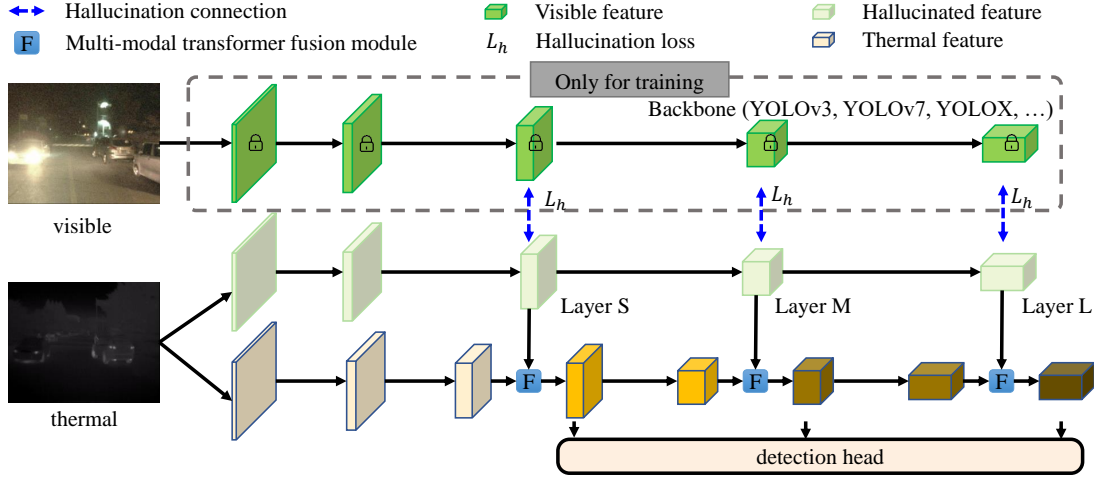 Hallucination connection
Visible feature
Hallucinated feature
F
Multi-modal transformer fusion module
L_h
Hallucination loss
Thermal feature
Only for training
Backbone (YOLOv3, YOLOv7, YOLOX, …)
visible
L_h
L_h
L_h
Layer S
Layer M
Layer L
F
F
F
thermal
detection head